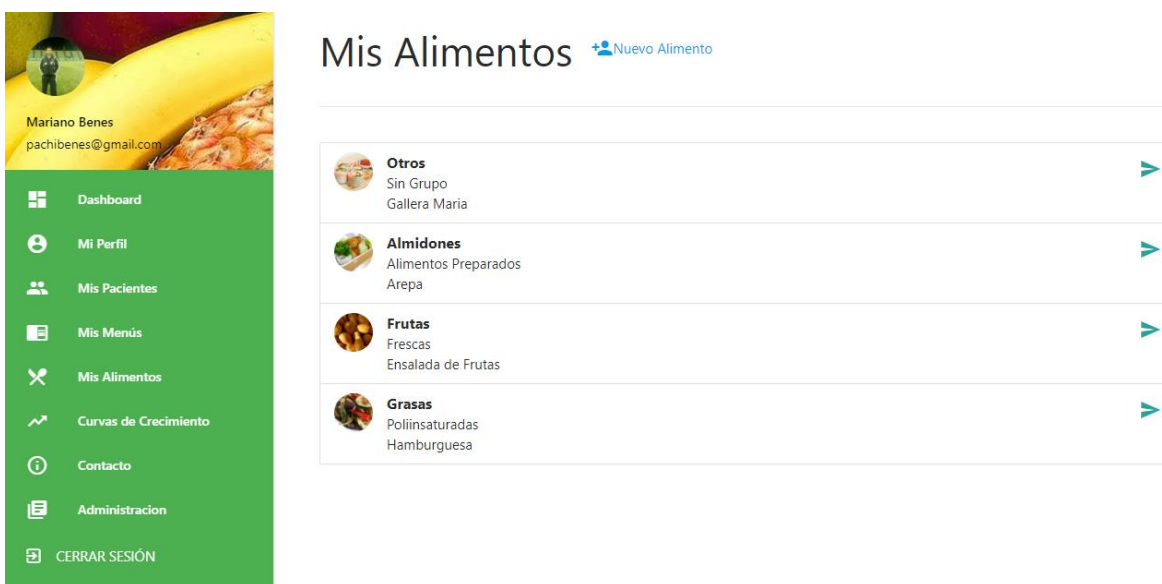 Mariano Benes
pachibenes@gmail.com
Dashboard
Mi Perfil
Mis Pacientes
Mis Menús
Mis Alimentos
Curvas de Crecimiento
Contacto
Administracion
CERRAR SESIÓN
Mis Alimentos
Nuevo Alimento
Otros
Sin Grupo
Gallera Maria
Almidones
Alimentos Preparados
Arepa
Frutas
Frescas
Ensalada de Frutas
Grasas
Poliinsaturadas
Hamburguesa